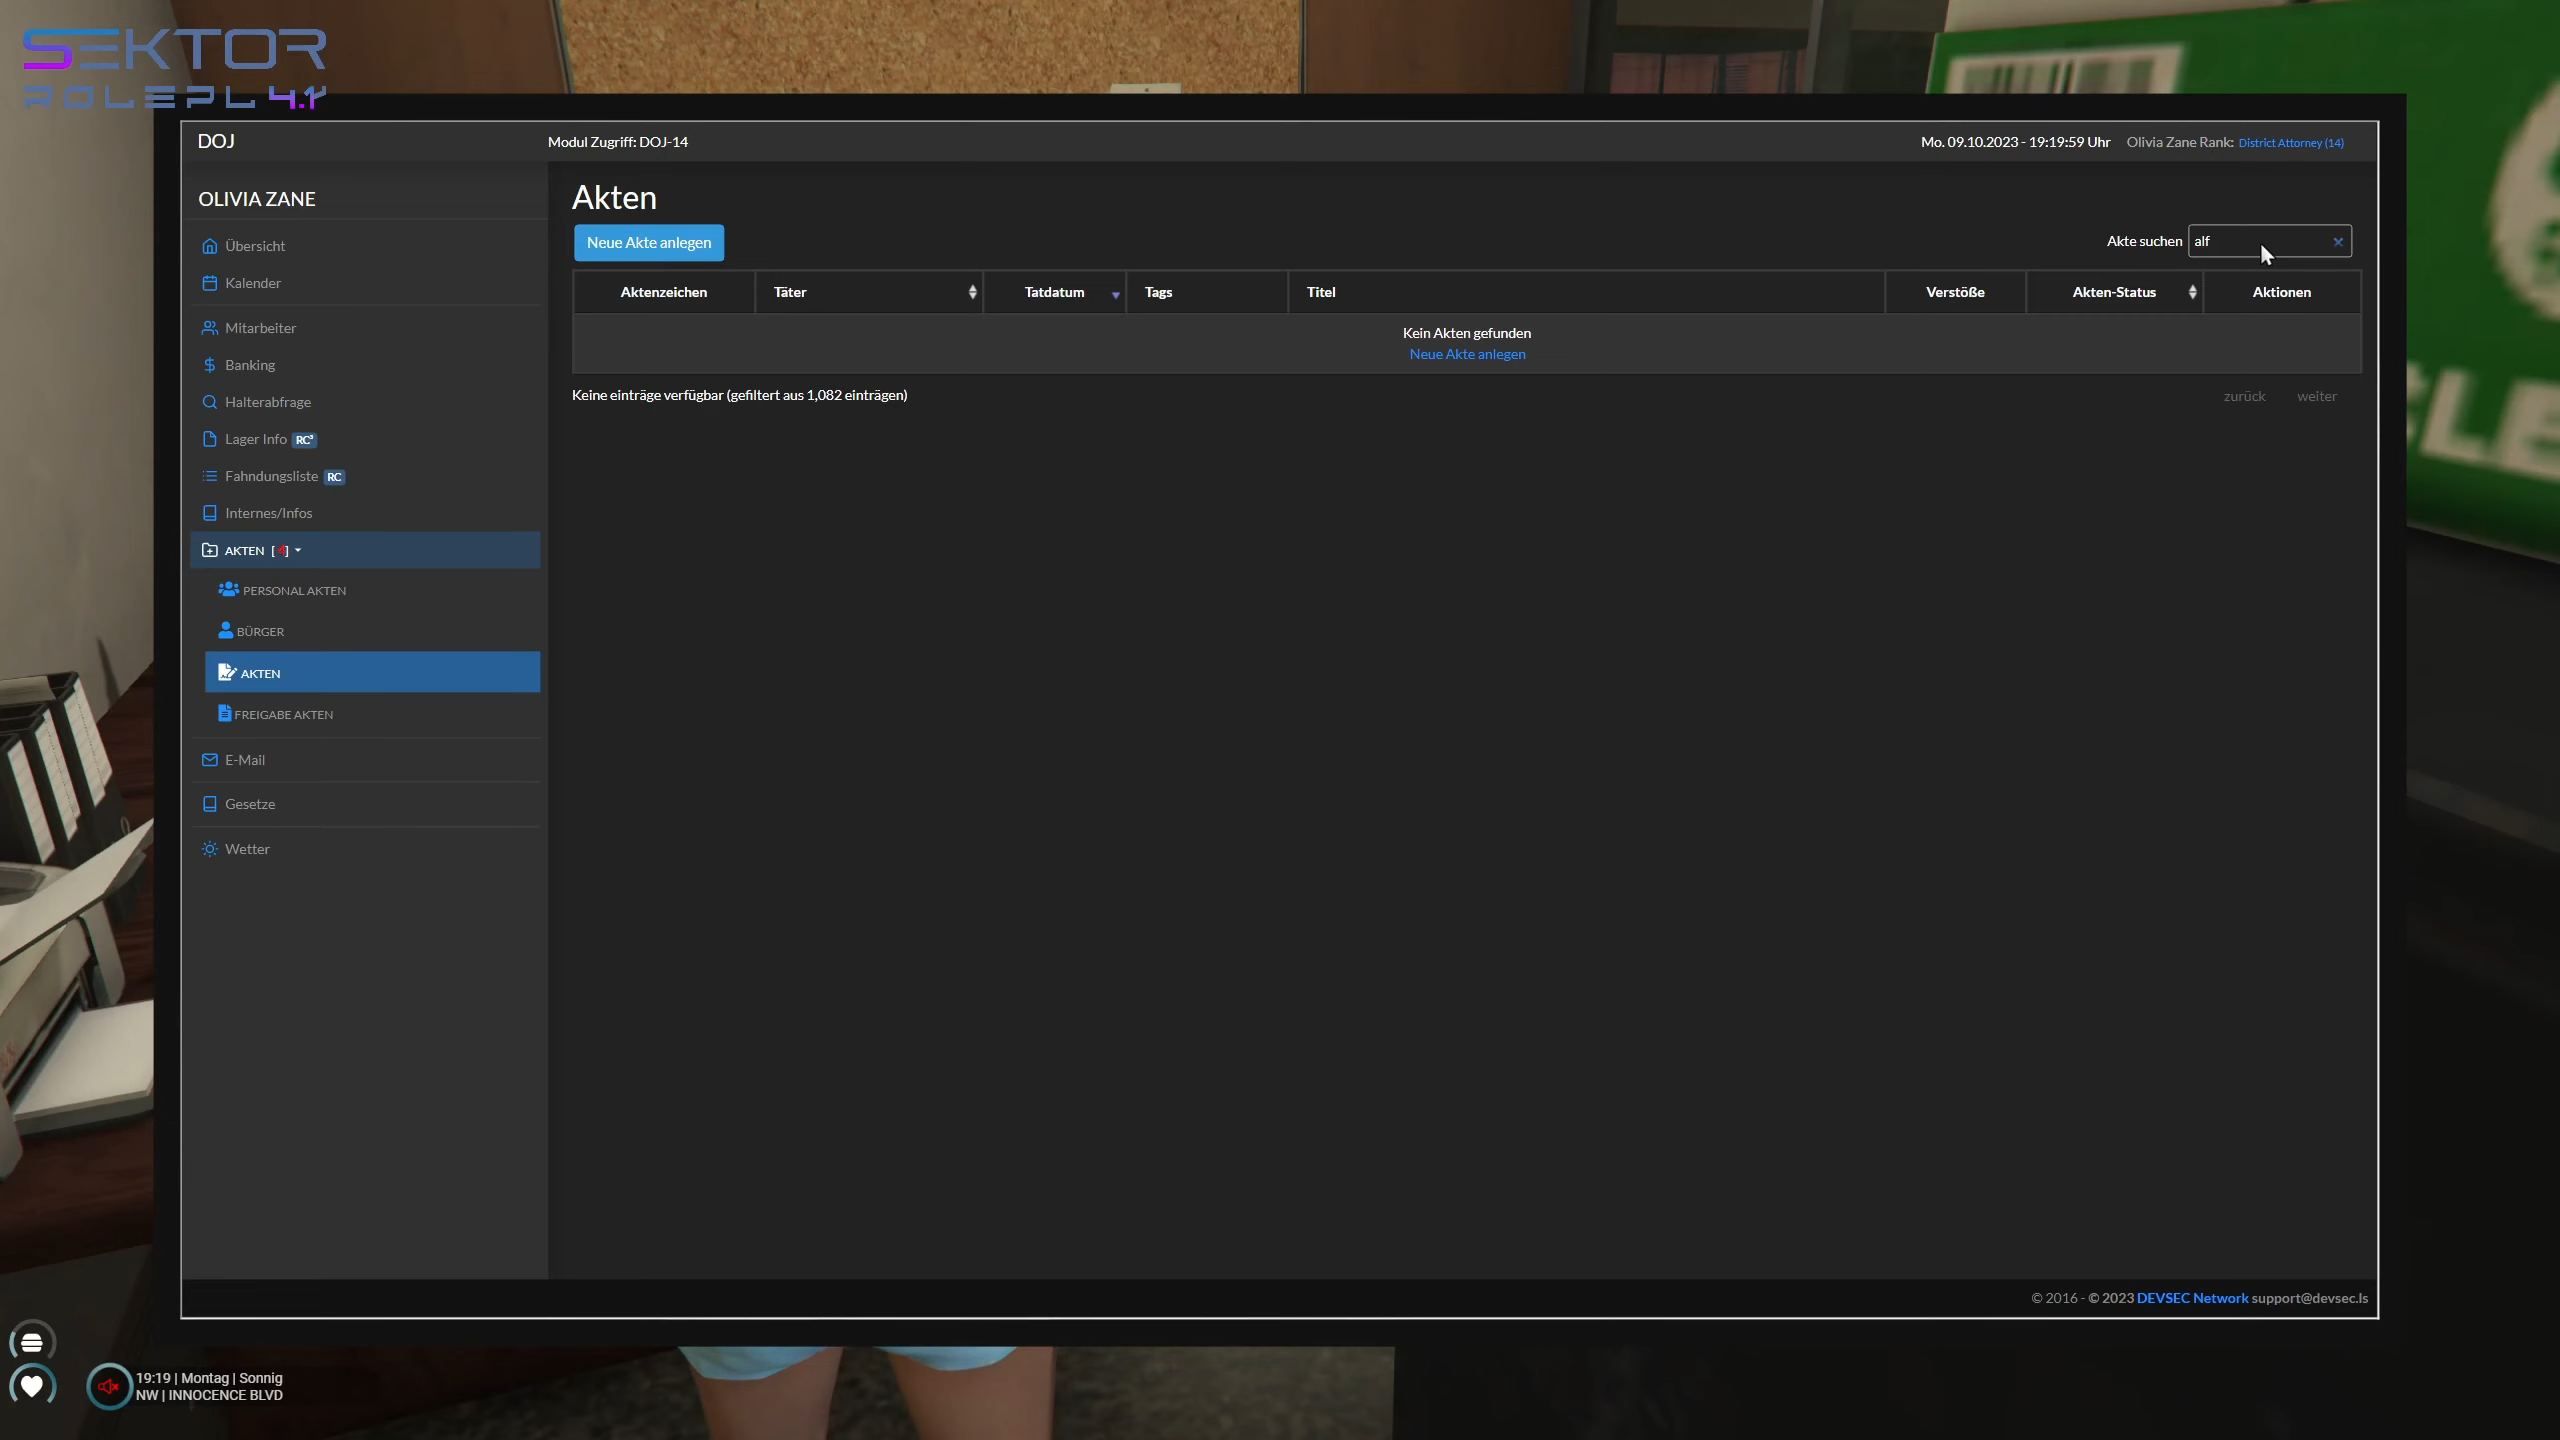 SEKTOR
ROLEPL4.Y
DOJ
Modul Zugriff: DOJ-14
Mo. 09.10.2023 - 19:19:59 Uhr
Olivia Zane Rank: District Attorney (14)
OLIVIA ZANE
Übersicht
Kalender
Mitarbeiter
Banking
Halterabfrage
Lager Info RC³
Fahndungsliste RC
Internes/Infos
AKTEN [4]
PERSONAL AKTEN
BÜRGER
AKTEN
FREIGABE AKTEN
E-Mail
Gesetze
Wetter
Akten
Neue Akte anlegen
Akte suchen alf
Aktenzeichen Täter Tatdatum Tags Titel Verstöße Akten-Status Aktionen
Kein Akten gefunden
Neue Akte anlegen
Keine einträge verfügbar (gefiltert aus 1,082 einträgen)
zurück weiter
© 2016 - © 2023 DEVSEC Network support@devsec.ls
19:19 | Montag | Sonnig
NW | INNOCENCE BLVD